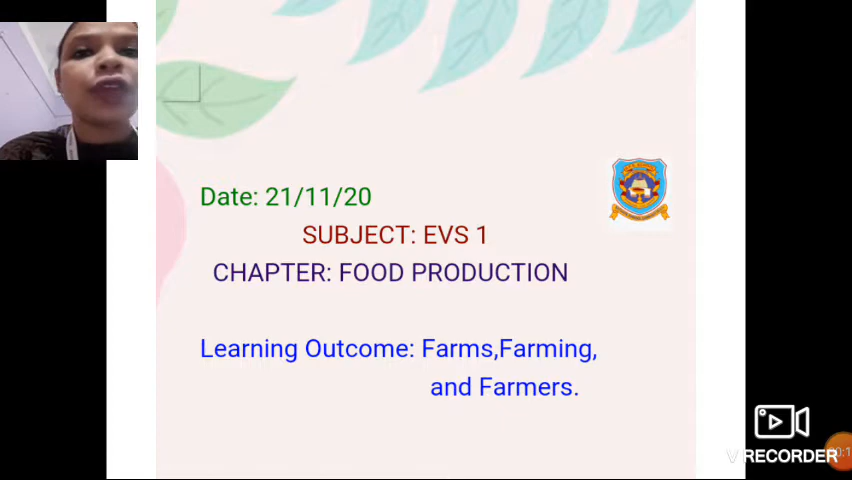 Date: 21/11/20
SUBJECT: EVS 1
CHAPTER: FOOD PRODUCTION
Learning Outcome: Farms,Farming,
and Farmers.
V RECORDER